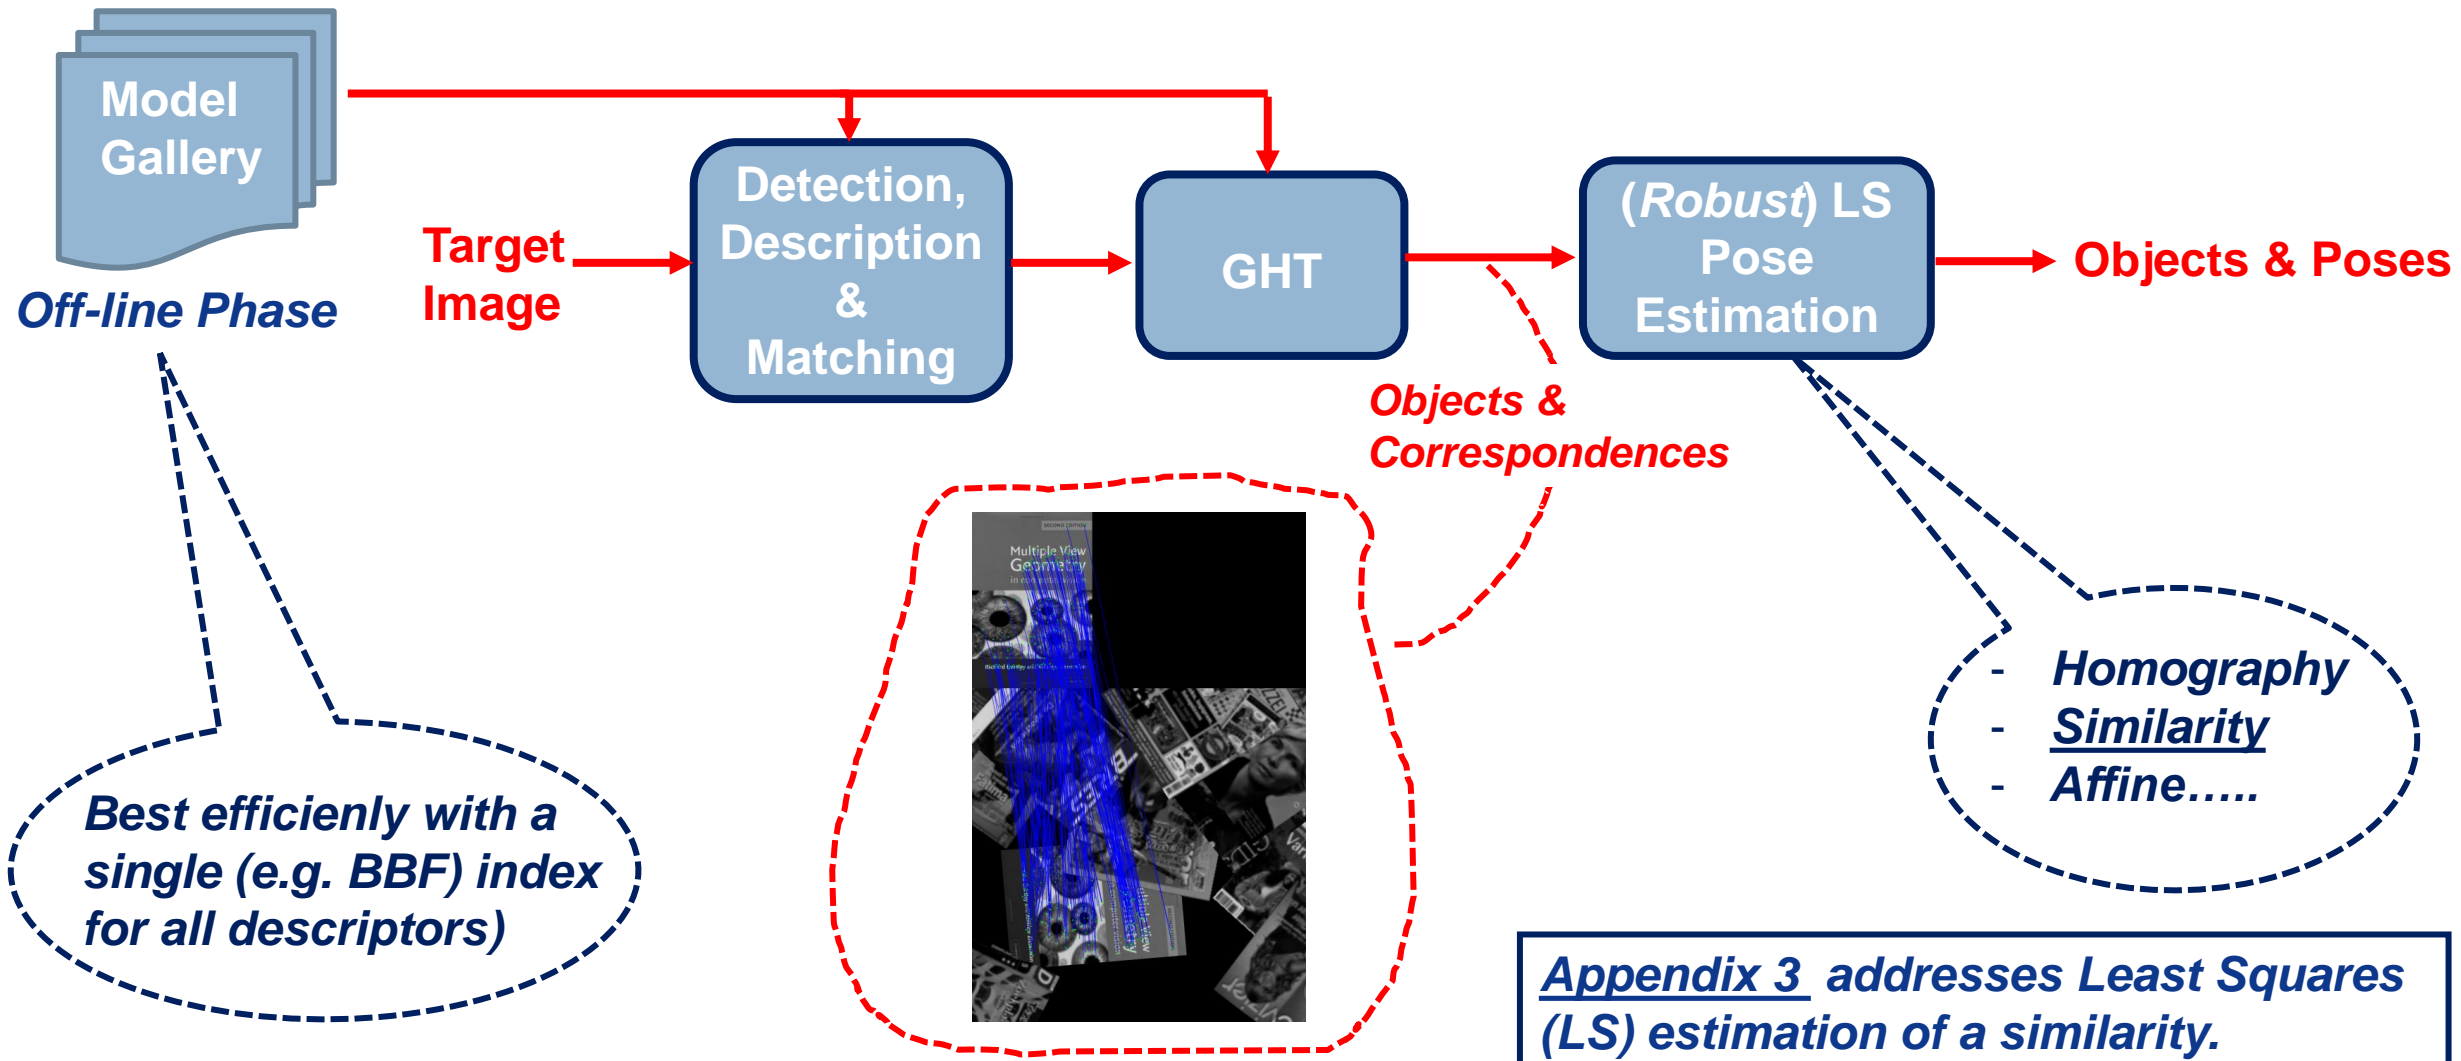 Model
Gallery
Off-line Phase
Target
Image
Detection,
Description
&
Matching
GHT
(Robust) LS
Pose
Estimation
Objects & Poses
Objects &
Correspondences
SECOND EDITION
Multiple View
Geometry
Best efficienly with a
single (e.g. BBF) index
for all descriptors)
- Homography
- Similarity
- Affine.....
Appendix 3 addresses Least Squares
(LS) estimation of a similarity.